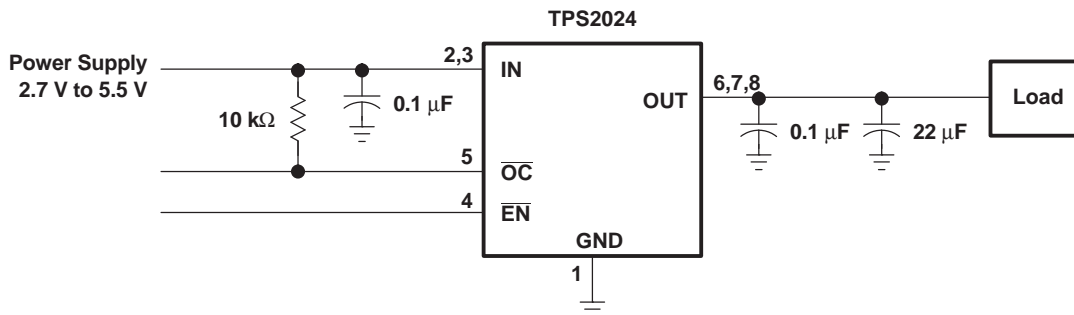 TPS2024
Power Supply
2.7 V to 5.5 V
2,3
IN
10 kΩ
0.1 μF
5
OC
4
EN
GND
1
OUT
6,7,8
0.1 μF
22 μF
Load